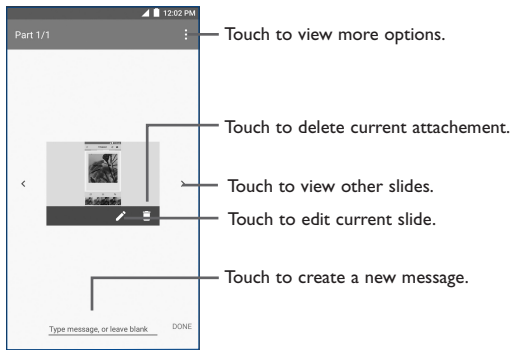 12:02 PM
Part 1/1
Touch to view more options.
Touch to delete current attachement.
Touch to view other slides.
Touch to edit current slide.
Touch to create a new message.
Type message, or leave blank
DONE